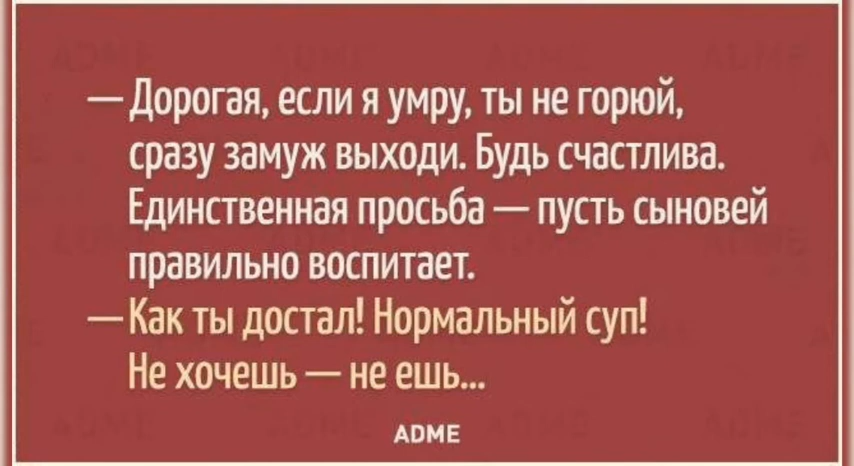 — Дорогая, если я умру, ты не горюй,
сразу замуж выходи. Будь счастлива.
Единственная просьба — пусть сыновей
правильно воспитает.
— Как ты достал! Нормальный суп!
Не хочешь — не ешь...
ADME